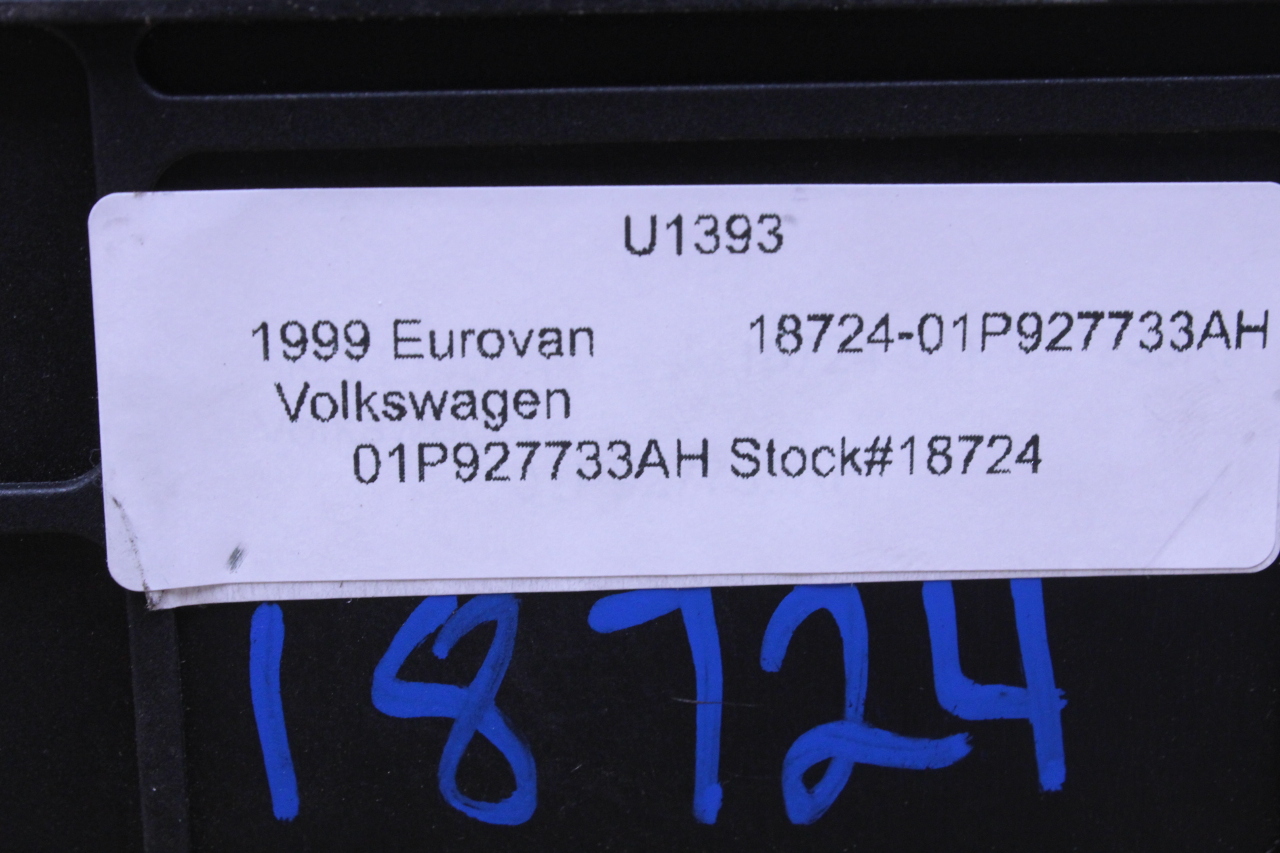 U1393
1999 Eurovan 18724-01P927733AH
Volkswagen
01P927733AH Stock#18724
18724